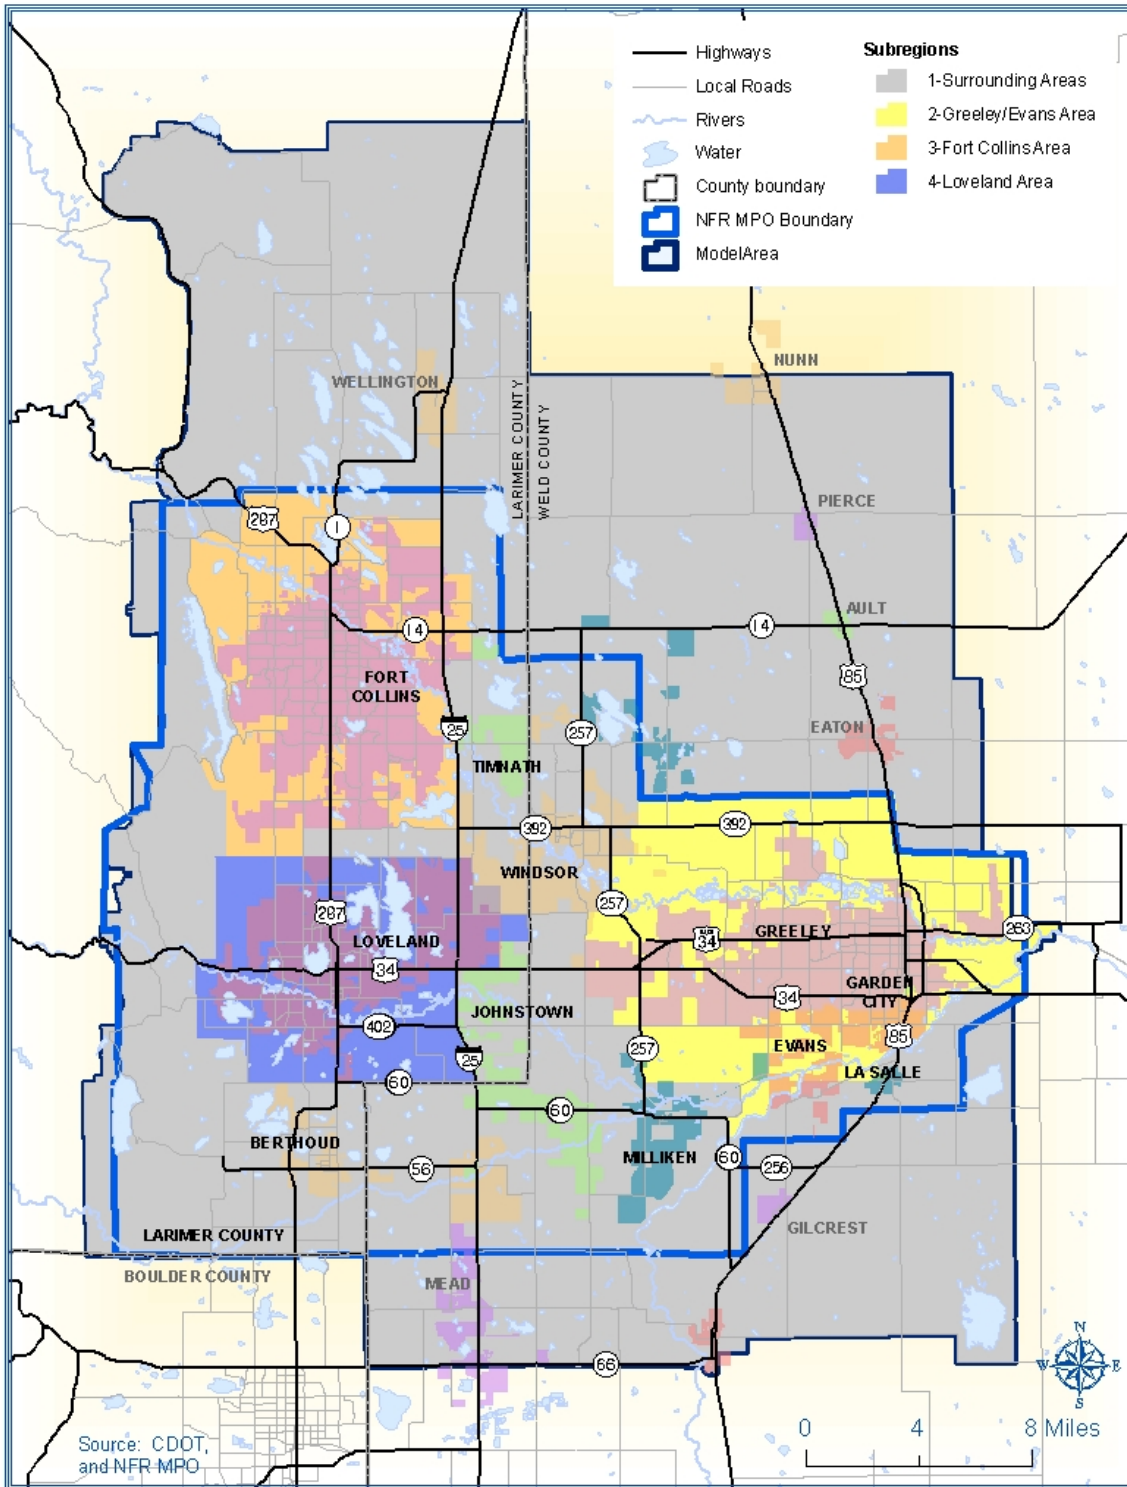 Highways
Local Roads
Rivers
Water
County boundary
NFR MPO Boundary
ModelArea
Subregions
1-Surrounding Areas
2-Greeley/Evans Area
3-Fort Collins Area
4-Loveland Area
NUNN
WELLINGTON
LARIMER COUNTY
WELD COUNTY
PIERCE
287
1
AULT
14
14
FORT
COLLINS
85
EATON
25
257
TIMNATH
392
392
WINDSOR
257
287
LOVELAND
34
GREELEY
263
34
GARDEN
CITY
34
JOHNSTOWN
402
25
257
EVANS
85
LA SALLE
60
60
BERTHOUD
56
MILLIKEN
60
256
LARIMER COUNTY
GILCREST
BOULDER COUNTY
MEAD
66
N
W
E
S
0 4 8 Miles
Source: CDOT,
and NFR MPO